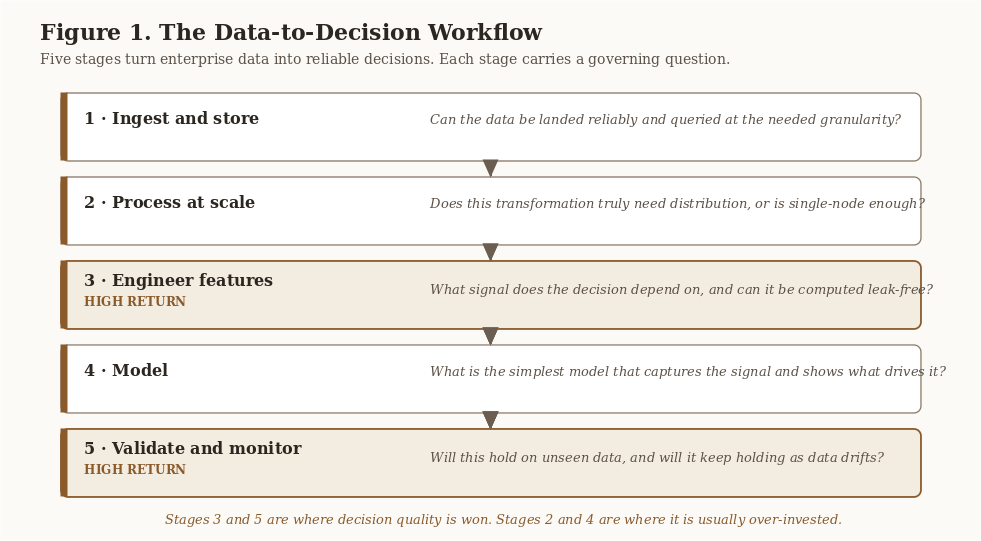 Figure 1. The Data-to-Decision Workflow
Five stages turn enterprise data into reliable decisions. Each stage carries a governing question.
1 · Ingest and store
Can the data be landed reliably and queried at the needed granularity?
2 · Process at scale
Does this transformation truly need distribution, or is single-node enough?
3 · Engineer features
HIGH RETURN
What signal does the decision depend on, and can it be computed leak-free?
4 · Model
What is the simplest model that captures the signal and shows what drives it?
5 · Validate and monitor
HIGH RETURN
Will this hold on unseen data, and will it keep holding as data drifts?
Stages 3 and 5 are where decision quality is won. Stages 2 and 4 are where it is usually over-invested.